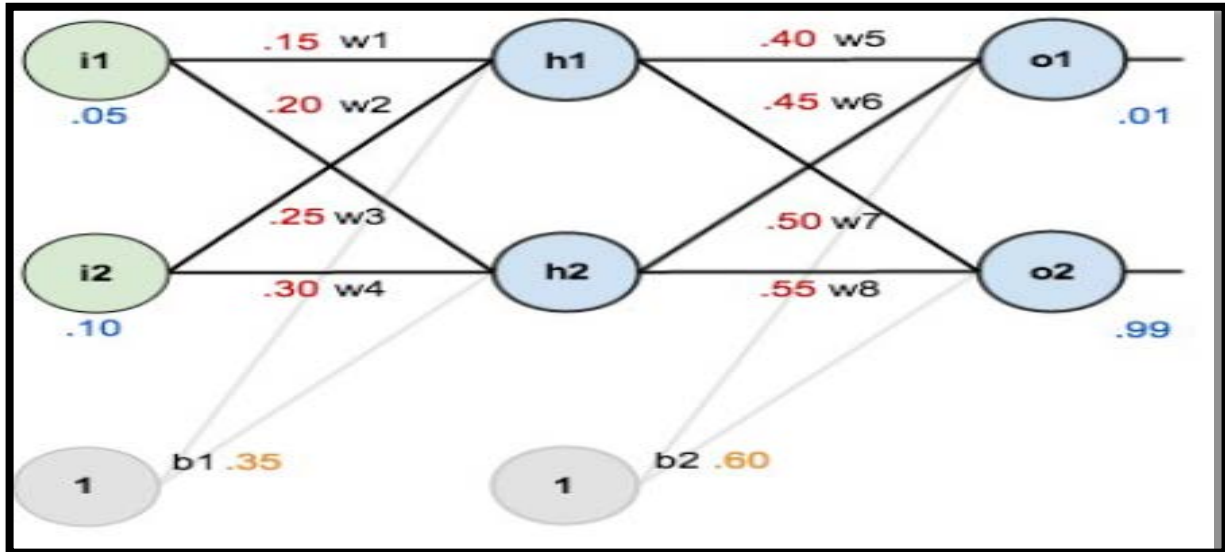 .15 w1
.40 w5
i1
h1
o1
.05
.20 w2
.45 w6
.01
.25 w3
.50 w7
i2
h2
o2
.30 w4
.55 w8
.10
.99
b1 .35
b2 .60
1
1